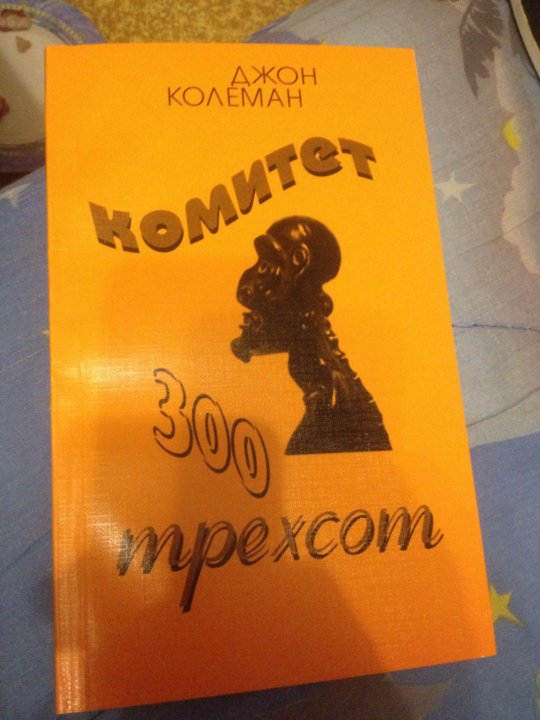 ДЖОН
КОЛЕМАН
комитет
300
трехсот